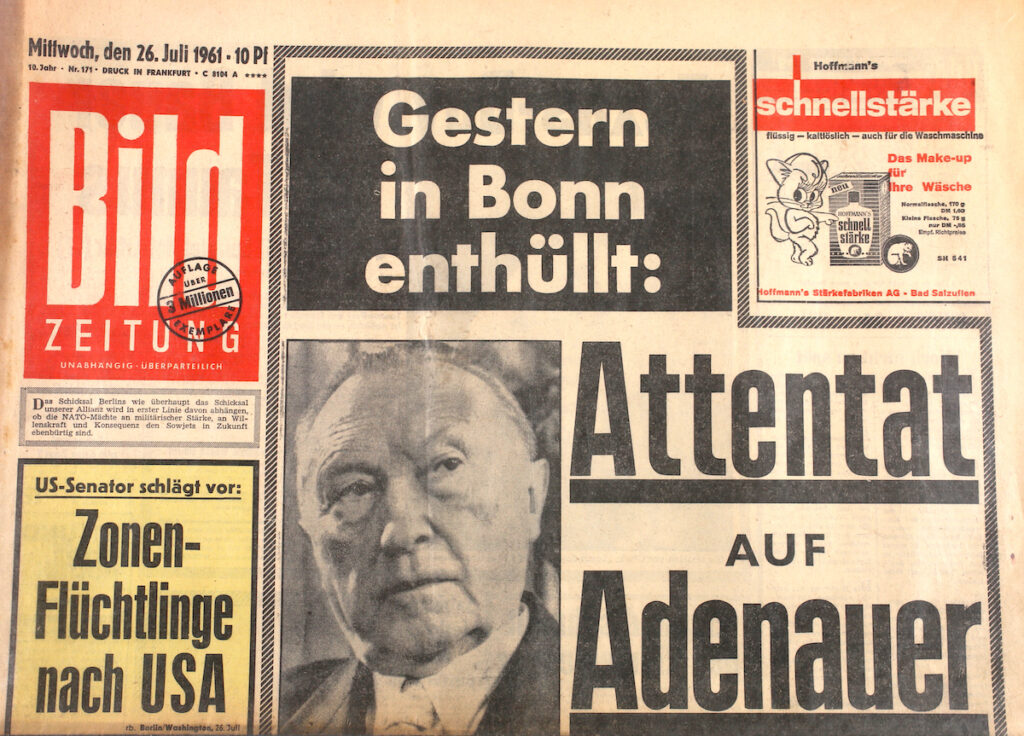 Mittwoch, den 26. Juli 1961 · 10 Pf
10. Jahr · Nr. 171 · DRUCK IN FRANKFURT · C 8104 A ★★★★
Bild
ZEITUNG
UNABHÄNGIG · ÜBERPARTEILICH
AUFLAGE
ÜBER
3 Millionen
EXEMPLARE
Das Schicksal Berlins wie überhaupt das Schicksal
unserer Allianz wird in erster Linie davon abhängen,
ob die NATO-Mächte an militärischer Stärke, an Wil-
lenskraft und Konsequenz den Sowjets in Zukunft
ebenbürtig sind.
US-Senator schlägt vor:
Zonen-
Flüchtlinge
nach USA
rb. Berlin/Washington, 26. Juli
Gestern
in Bonn
enthüllt:
Hoffmann's
schnellstärke
flüssig — kaltlöslich — auch für die Waschmaschine
Das Make-up
für
Ihre Wäsche
Normalflasche, 170 g
DM 1,60
Kleine Flasche, 75 g
nur DM -,85
Empf. Richtpreise
SH 541
neu
HOFFMANN'S
schnell
stärke
Hoffmann's Stärkefabriken AG - Bad Salzuflen
Attentat
AUF
Adenauer